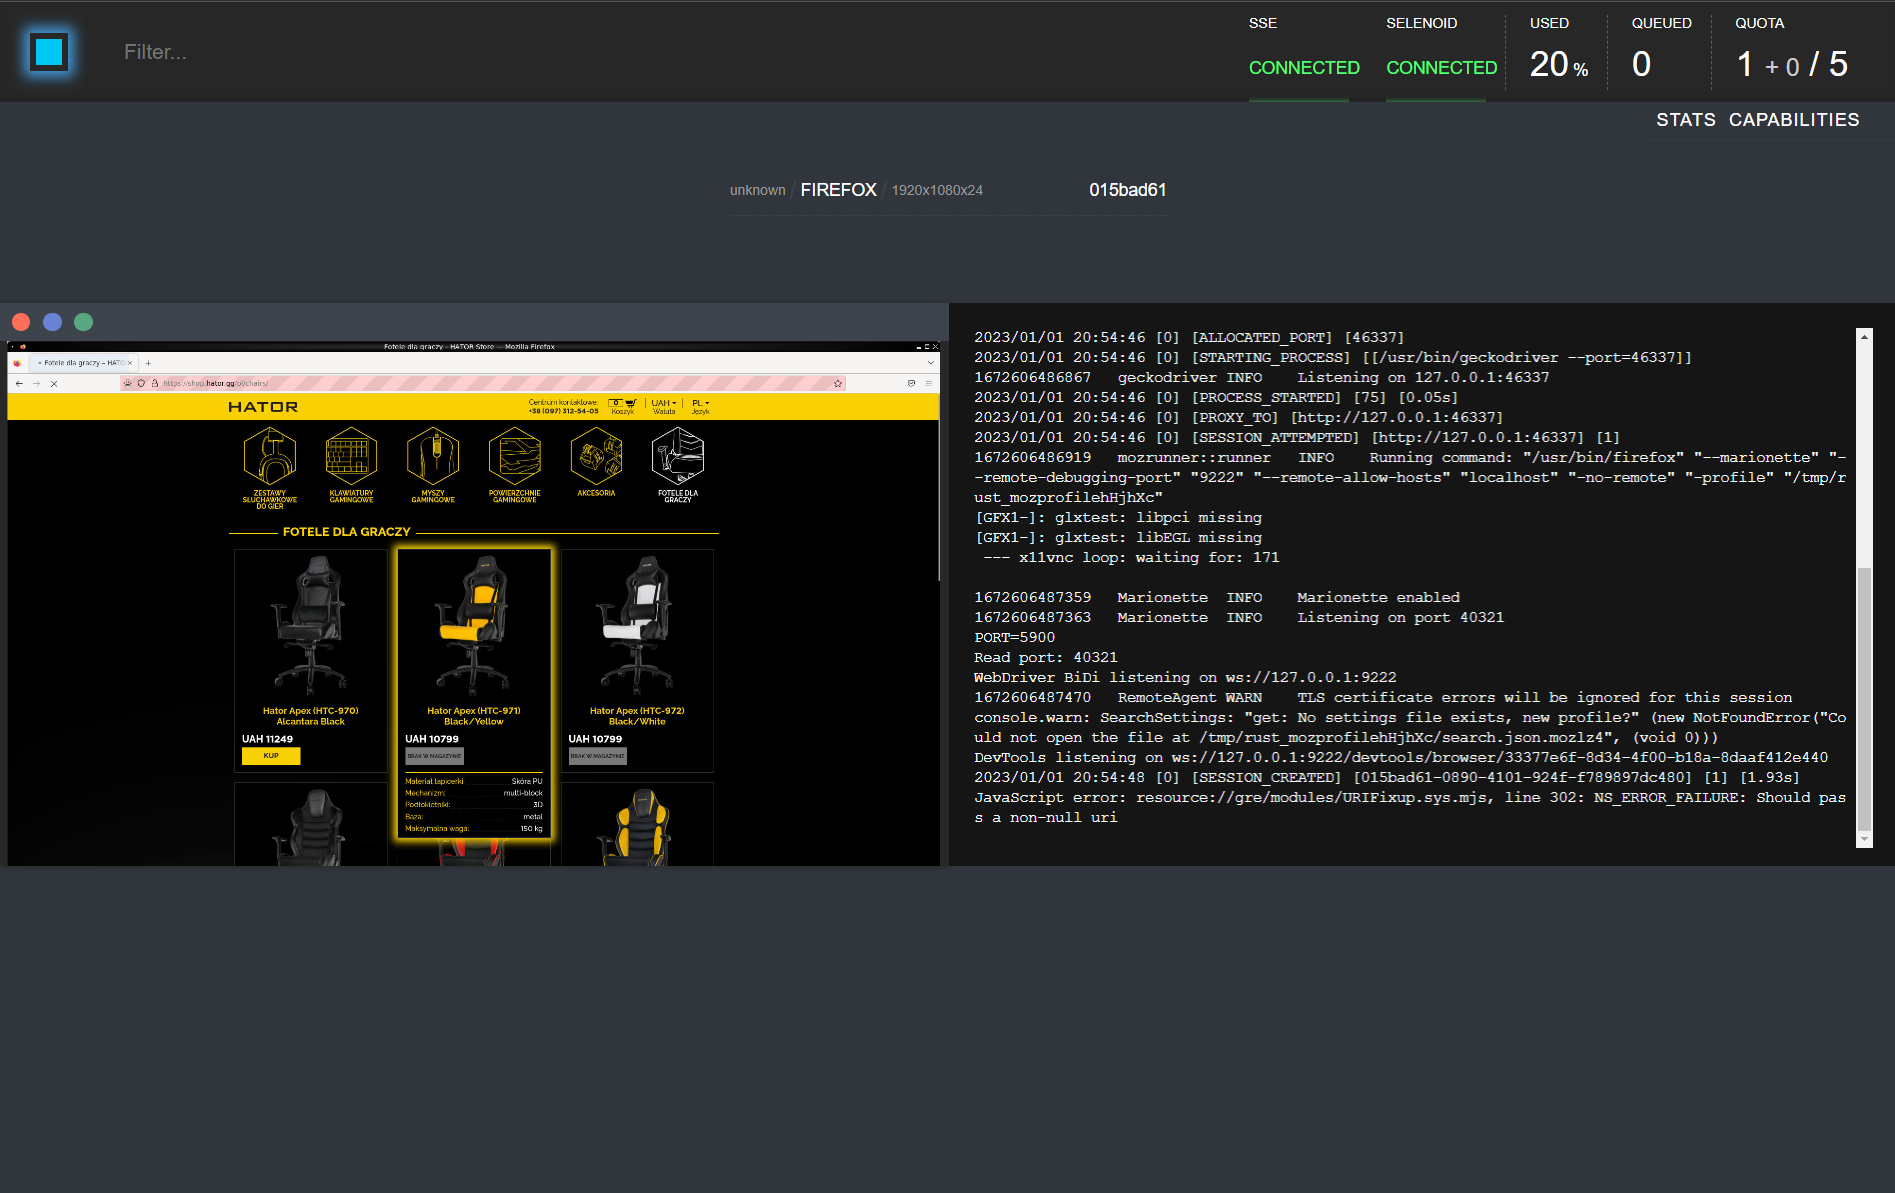 Filter...
SSE
CONNECTED
SELENOID
CONNECTED
USED
20 %
QUEUED
0
QUOTA
1 + 0 / 5
STATS CAPABILITIES
unknown / FIREFOX / 1920x1080x24 015bad61
Fotele dla graczy - HATOR Store — Mozilla Firefox
Fotele dla graczy – HATO
https://shop.hator.gg/pl/chairs/
HATOR
Centrum kontaktowe:
+38 (097) 312-54-05
0
Koszyk
UAH
Waluta
PL
Język
ZESTAWY
SŁUCHAWKOWE
DO GIER
KLAWIATURY
GAMINGOWE
MYSZY
GAMINGOWE
POWIERZCHNIE
GAMINGOWE
AKCESORIA
FOTELE DLA
GRACZY
FOTELE DLA GRACZY
Hator Apex (HTC-970)
Alcantara Black
UAH 11249
KUP
Hator Apex (HTC-971)
Black/Yellow
UAH 10799
BRAK W MAGAZYNIE
Materiał tapicerki: Skóra PU
Mechanizm: multi-block
Podłokietniki: 3D
Baza: metal
Maksymalna waga: 150 kg
Hator Apex (HTC-972)
Black/White
UAH 10799
BRAK W MAGAZYNIE
2023/01/01 20:54:46 [0] [ALLOCATED_PORT] [46337]
2023/01/01 20:54:46 [0] [STARTING_PROCESS] [[/usr/bin/geckodriver --port=46337]]
1672606486867 geckodriver INFO Listening on 127.0.0.1:46337
2023/01/01 20:54:46 [0] [PROCESS_STARTED] [75] [0.05s]
2023/01/01 20:54:46 [0] [PROXY_TO] [http://127.0.0.1:46337]
2023/01/01 20:54:46 [0] [SESSION_ATTEMPTED] [http://127.0.0.1:46337] [1]
1672606486919 mozrunner::runner INFO Running command: "/usr/bin/firefox" "--marionette" "-
-remote-debugging-port" "9222" "--remote-allow-hosts" "localhost" "-no-remote" "-profile" "/tmp/r
ust_mozprofilehHjhXc"
[GFX1-]: glxtest: libpci missing
[GFX1-]: glxtest: libEGL missing
--- x11vnc loop: waiting for: 171
1672606487359 Marionette INFO Marionette enabled
1672606487363 Marionette INFO Listening on port 40321
PORT=5900
Read port: 40321
WebDriver BiDi listening on ws://127.0.0.1:9222
1672606487470 RemoteAgent WARN TLS certificate errors will be ignored for this session
console.warn: SearchSettings: "get: No settings file exists, new profile?" (new NotFoundError("Co
uld not open the file at /tmp/rust_mozprofilehHjhXc/search.json.mozlz4", (void 0)))
DevTools listening on ws://127.0.0.1:9222/devtools/browser/33377e6f-8d34-4f00-b18a-8daaf412e440
2023/01/01 20:54:48 [0] [SESSION_CREATED] [015bad61-0890-4101-924f-f789897dc480] [1] [1.93s]
JavaScript error: resource://gre/modules/URIFixup.sys.mjs, line 302: NS_ERROR_FAILURE: Should pas
s a non-null uri